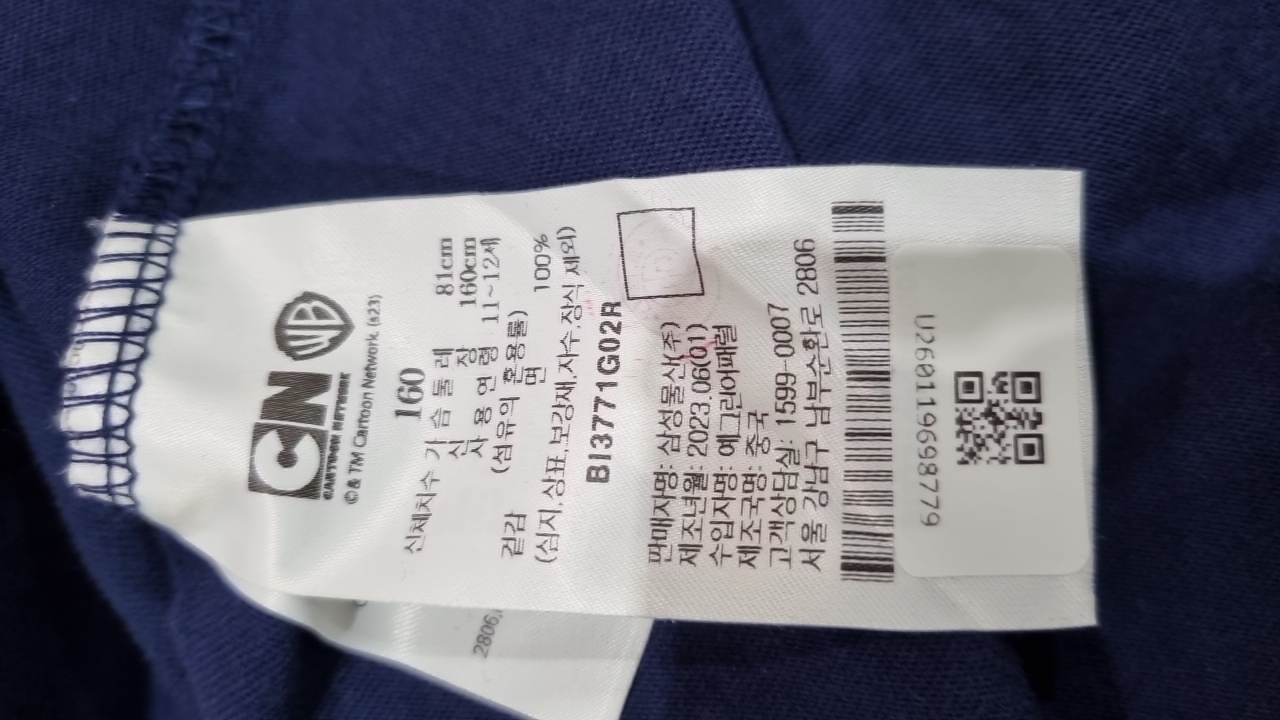 CN
CARTOON NETWORK
WB
© & TM Cartoon Network. (s23)
160
신체치수 가슴둘레 81cm
신장 160cm
사용연령 11~12세
(섬유의 혼용률)
겉감 면 100%
(심지,상표,보강재,자수,장식 제외)
BI3771G02R
판매자명: 삼성물산(주)
제조년월: 2023.06(01)
수입자명: 예그린어패럴
제조국명: 중국
고객상담실: 1599-0007
서울 강남구 남부순환로 2806
U260119698779
2806,